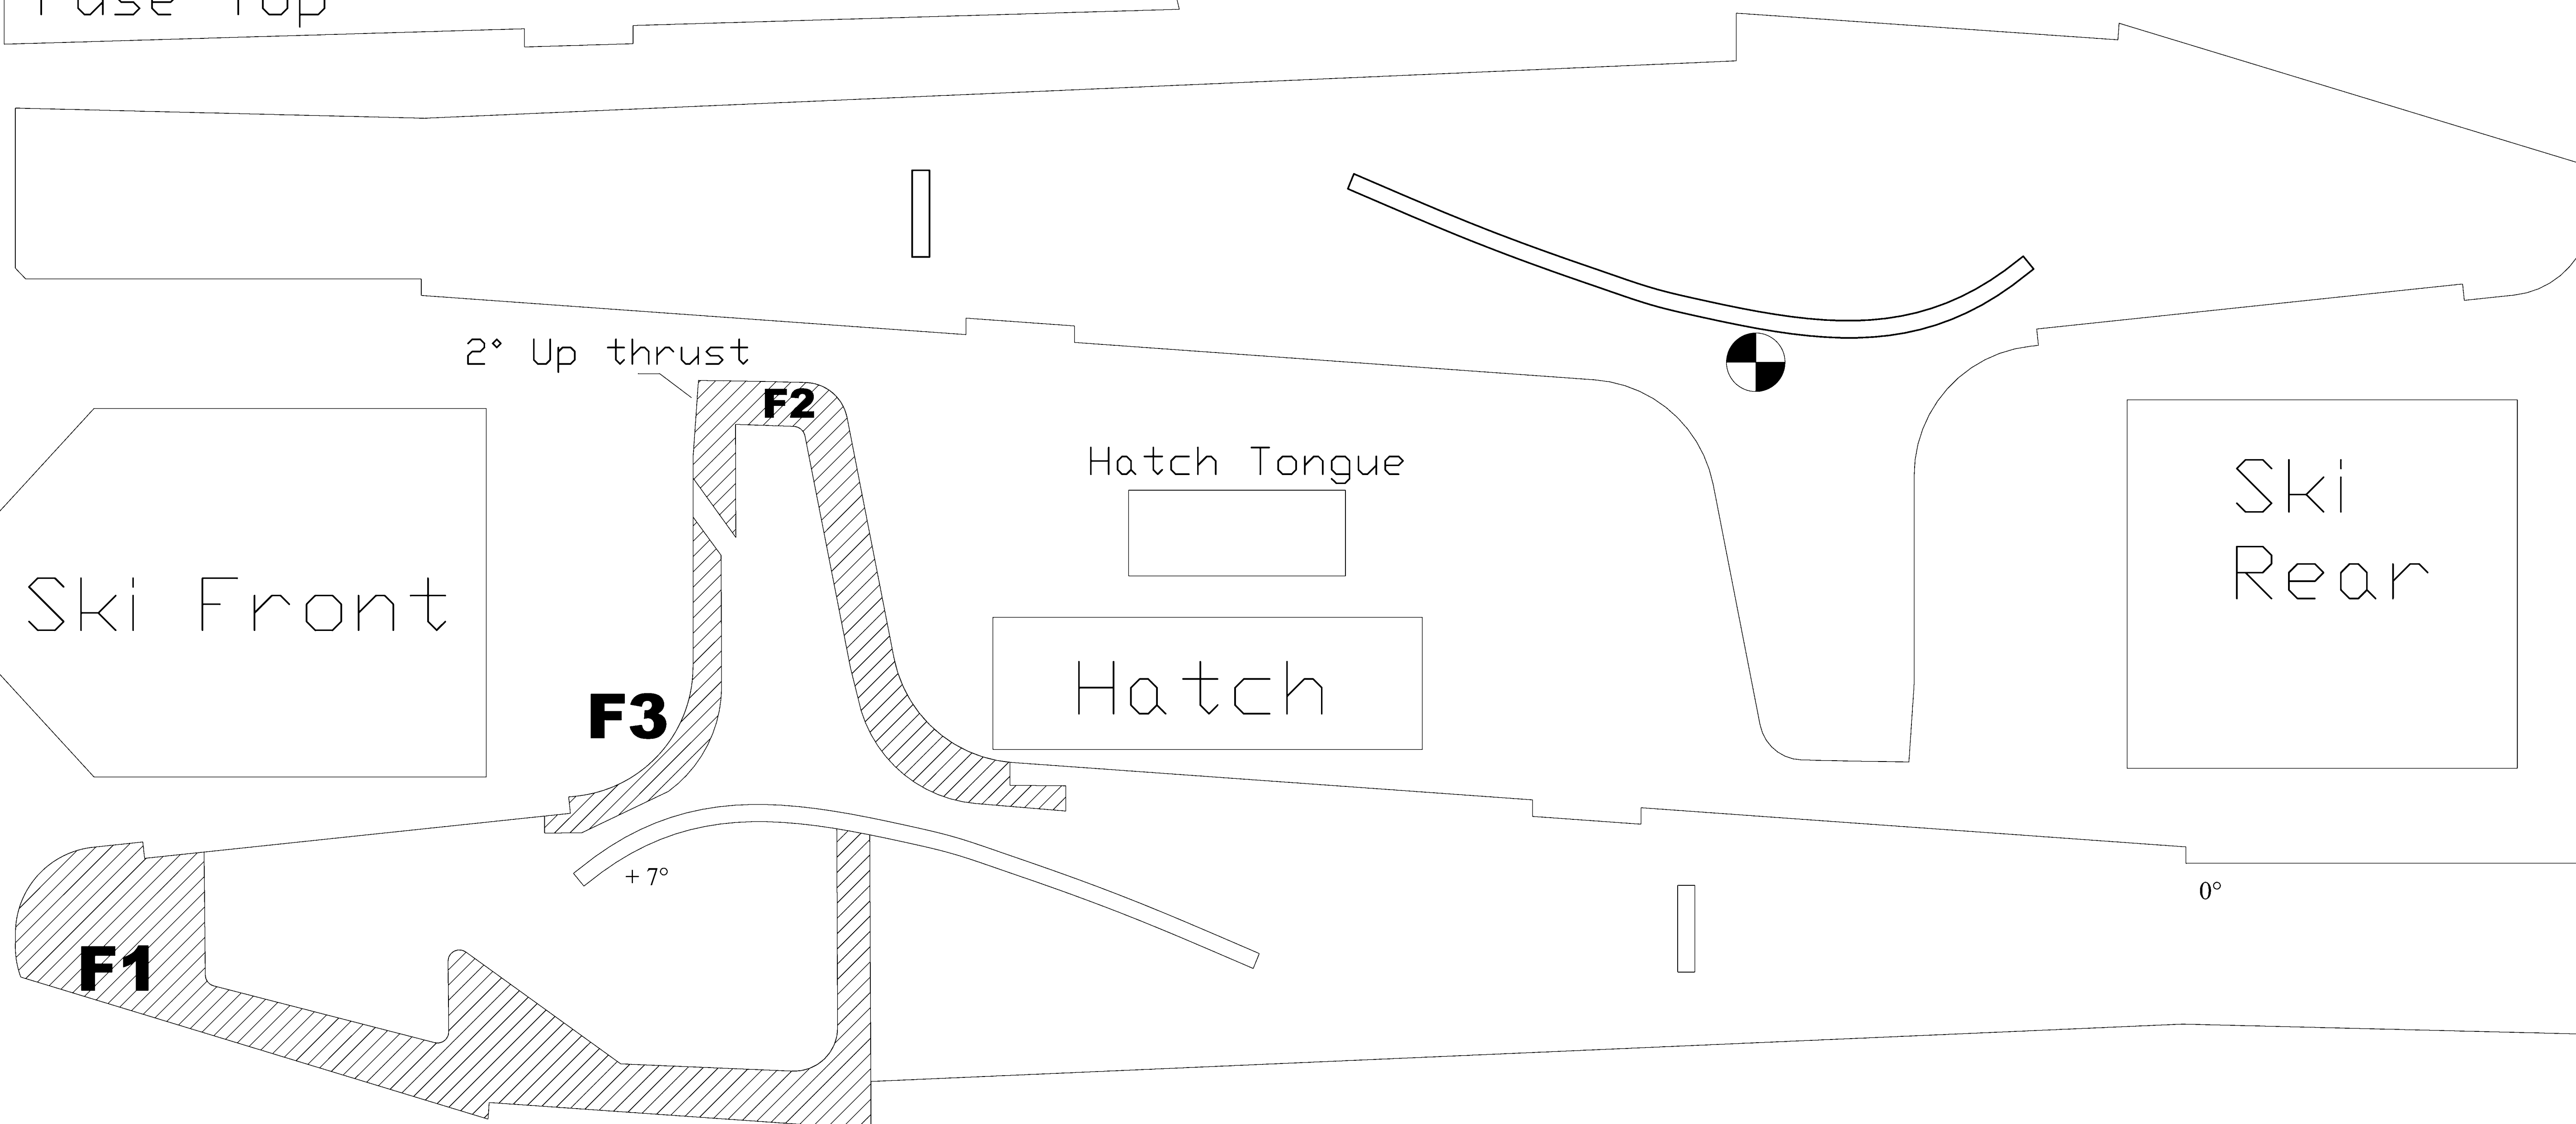 Fuse Top
2° Up thrust
F2
Hatch Tongue
Ski
Rear
Ski Front
Hatch
F3
+ 7°
0°
F1